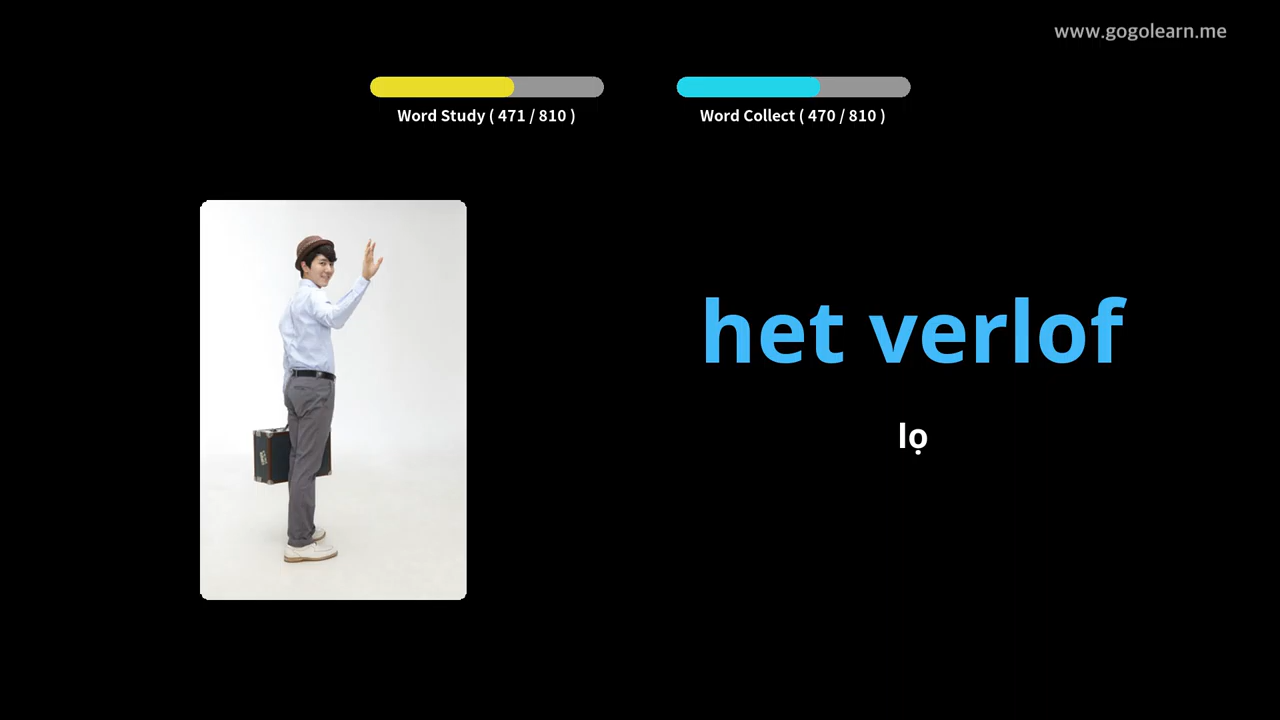 www.gogolearn.me
Word Study ( 471 / 810 )
Word Collect ( 470 / 810 )
het verlof
lọ